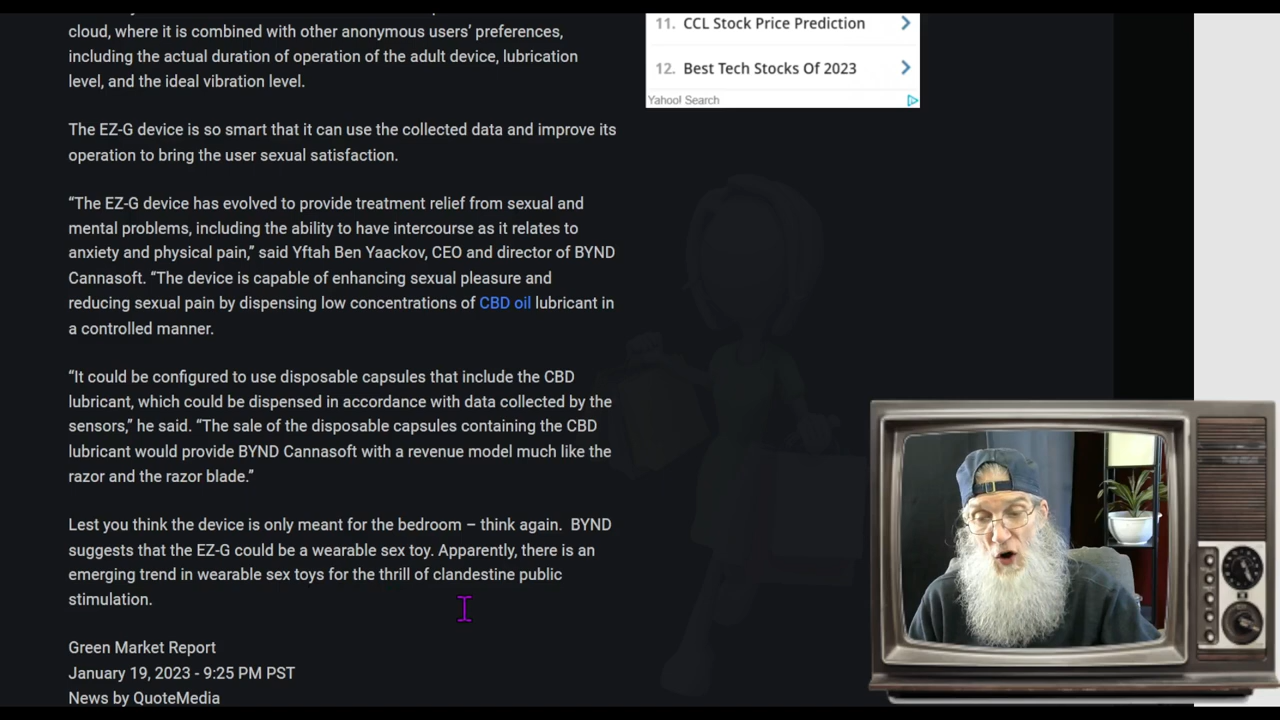 cloud, where it is combined with other anonymous users’ preferences,
including the actual duration of operation of the adult device, lubrication
level, and the ideal vibration level.
The EZ-G device is so smart that it can use the collected data and improve its
operation to bring the user sexual satisfaction.
“The EZ-G device has evolved to provide treatment relief from sexual and
mental problems, including the ability to have intercourse as it relates to
anxiety and physical pain,” said Yftah Ben Yaackov, CEO and director of BYND
Cannasoft. “The device is capable of enhancing sexual pleasure and
reducing sexual pain by dispensing low concentrations of CBD oil lubricant in
a controlled manner.
“It could be configured to use disposable capsules that include the CBD
lubricant, which could be dispensed in accordance with data collected by the
sensors,” he said. “The sale of the disposable capsules containing the CBD
lubricant would provide BYND Cannasoft with a revenue model much like the
razor and the razor blade.”
Lest you think the device is only meant for the bedroom – think again.  BYND
suggests that the EZ-G could be a wearable sex toy. Apparently, there is an
emerging trend in wearable sex toys for the thrill of clandestine public
stimulation.
Green Market Report
January 19, 2023 - 9:25 PM PST
News by QuoteMedia
11. CCL Stock Price Prediction
12. Best Tech Stocks Of 2023
Yahoo! Search